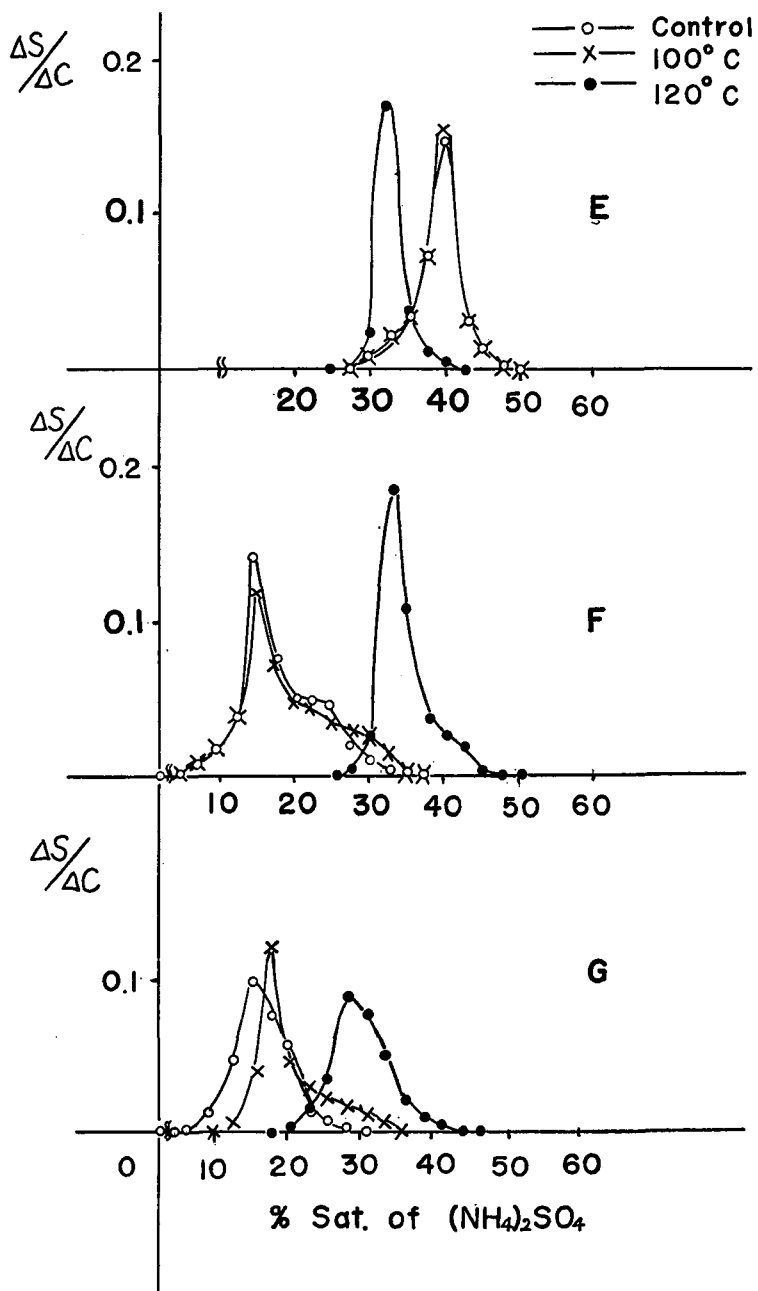 Control
100° C
120° C
ΔS/ΔC
0.2
0.1
E
20 30 40 50 60
ΔS/ΔC
0.2
0.1
F
10 20 30 40 50 60
ΔS/ΔC
0.1
G
0 10 20 30 40 50 60
% Sat. of (NH4)2SO4